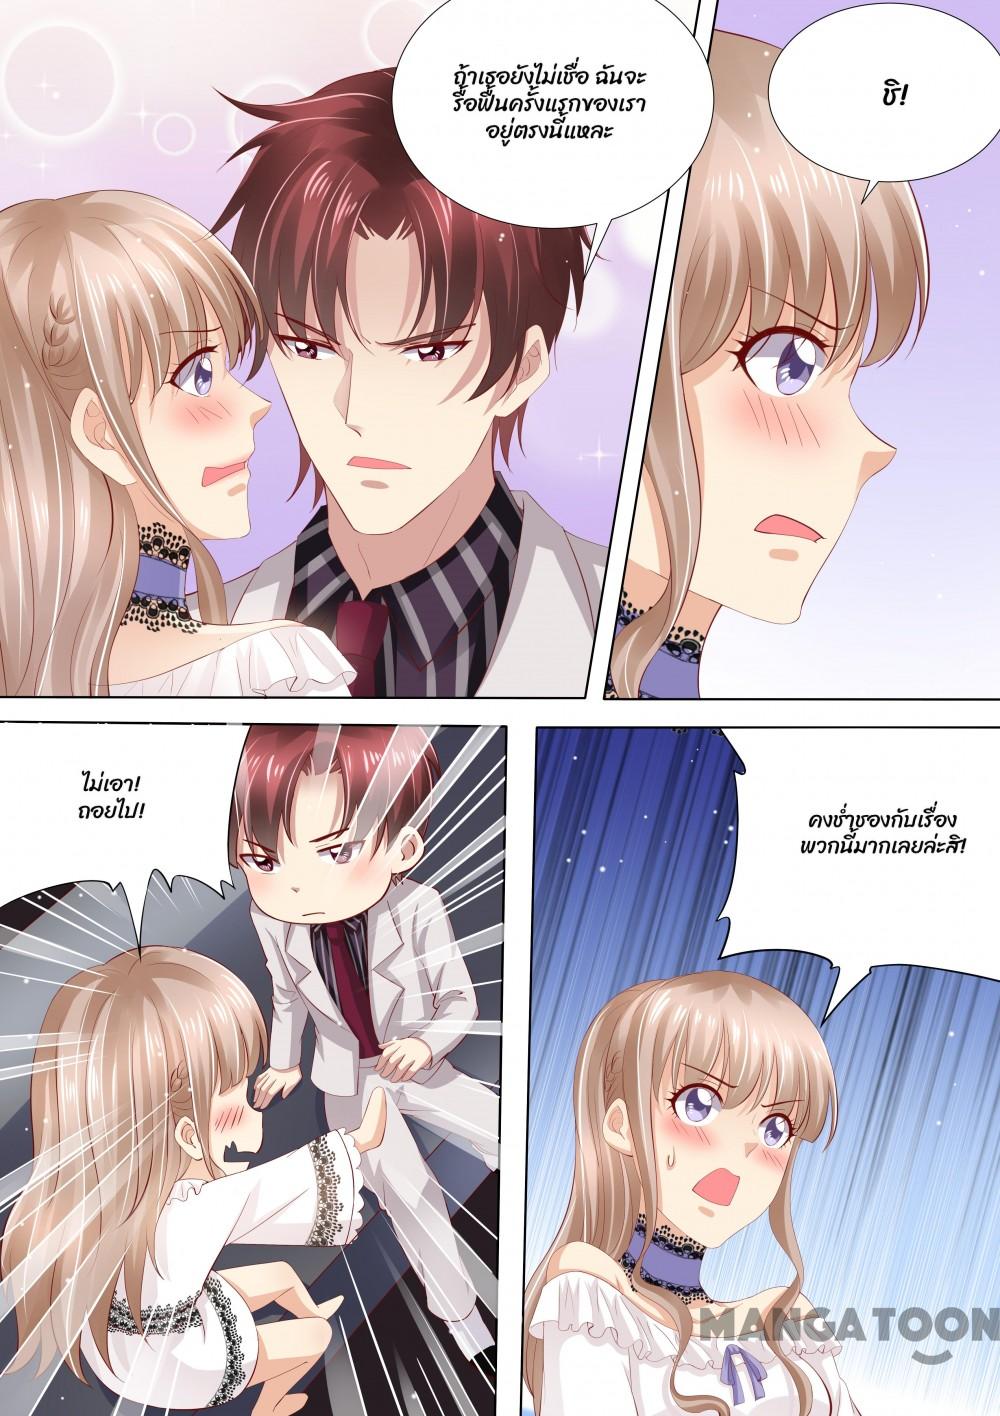 ถ้าเธอยังไม่เชื่อ ฉันจะ
รื้อฟื้นครั้งแรกของเรา
อยู่ตรงนี้แหละ
ชิ!
ไม่เอา!
ถอยไป!
คงช่ำชองกับเรื่อง
พวกนี้มากเลยล่ะสิ!
MANGATOON